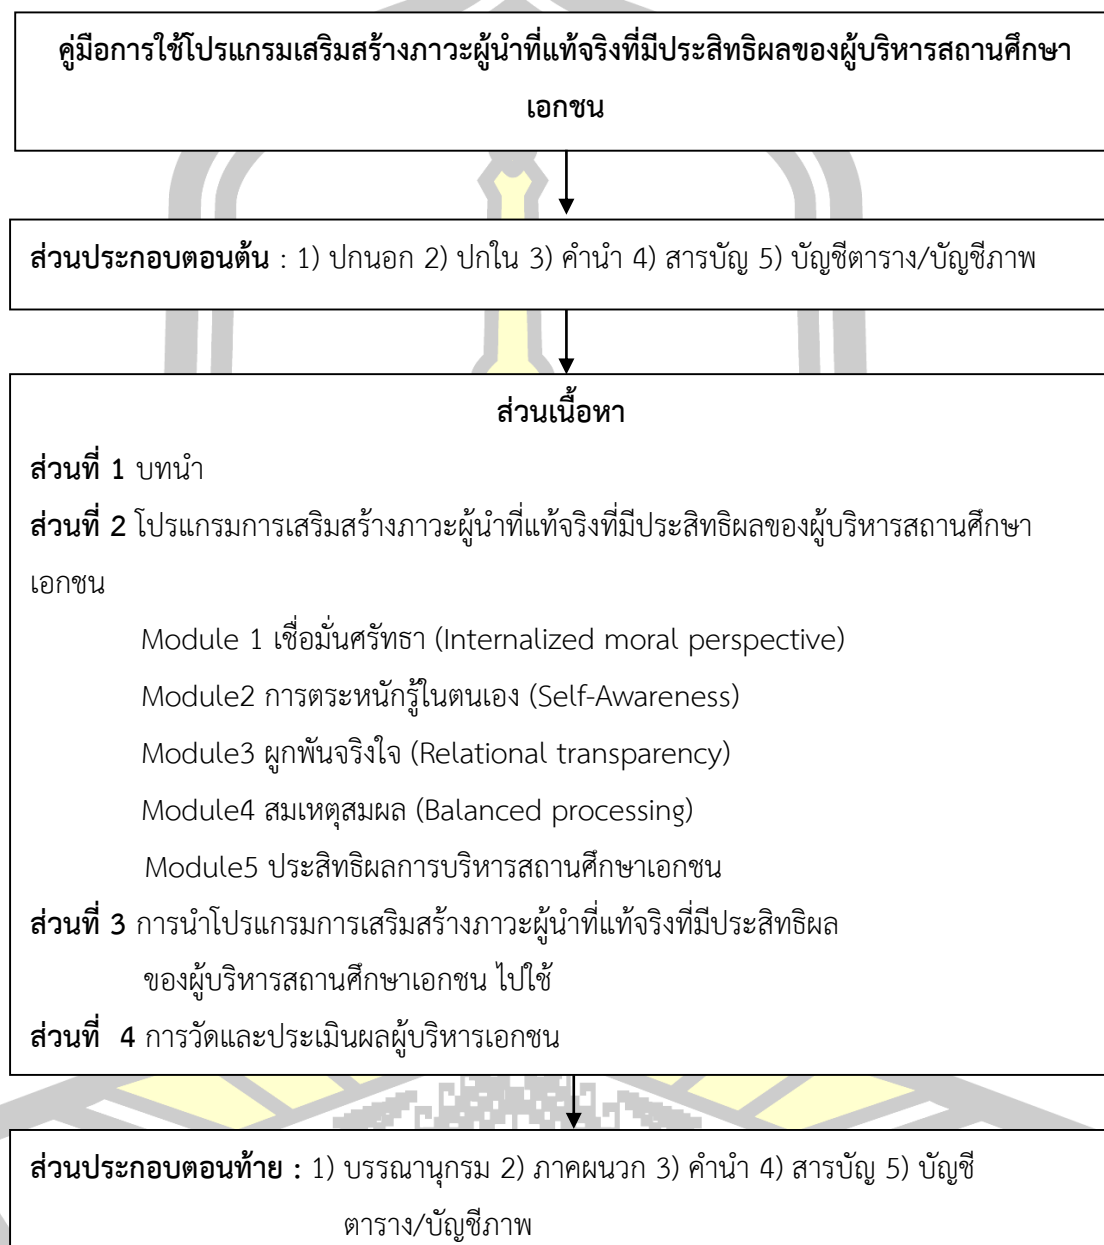 คู่มือการใช้โปรแกรมเสริมสร้างภาวะผู้นำที่แท้จริงที่มีประสิทธิผลของผู้บริหารสถานศึกษา
เอกชน
ส่วนประกอบตอนต้น : 1) ปกนอก 2) ปกใน 3) คำนำ 4) สารบัญ 5) บัญชีตาราง/บัญชีภาพ
ส่วนเนื้อหา
ส่วนที่ 1 บทนำ
ส่วนที่ 2 โปรแกรมการเสริมสร้างภาวะผู้นำที่แท้จริงที่มีประสิทธิผลของผู้บริหารสถานศึกษา
เอกชน
Module 1 เชื่อมั่นศรัทธา (Internalized moral perspective)
Module2 การตระหนักรู้ในตนเอง (Self-Awareness)
Module3 ผูกพันจริงใจ (Relational transparency)
Module4 สมเหตุสมผล (Balanced processing)
Module5 ประสิทธิผลการบริหารสถานศึกษาเอกชน
ส่วนที่ 3 การนำโปรแกรมการเสริมสร้างภาวะผู้นำที่แท้จริงที่มีประสิทธิผล
ของผู้บริหารสถานศึกษาเอกชน ไปใช้
ส่วนที่ 4 การวัดและประเมินผลผู้บริหารเอกชน
ส่วนประกอบตอนท้าย : 1) บรรณานุกรม 2) ภาคผนวก 3) คำนำ 4) สารบัญ 5) บัญชี
ตาราง/บัญชีภาพ